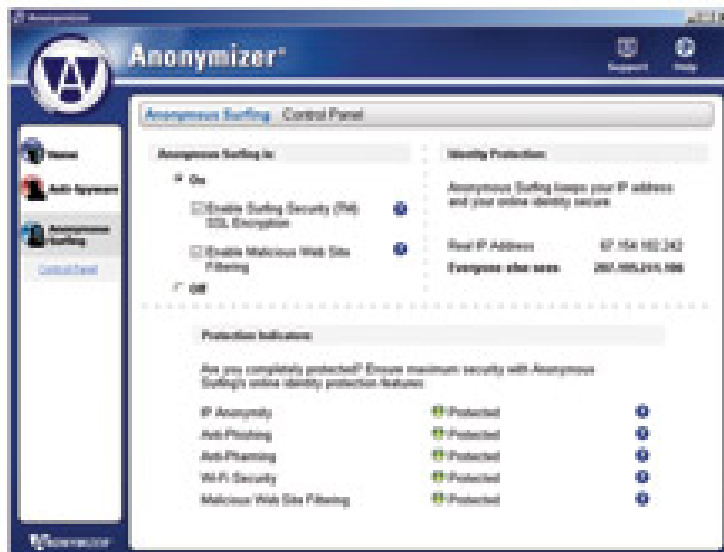 Anonymizer
Anonymizer®
Support
Help
Anonymous Surfing Control Panel
Home
Anti-Spyware
Anonymous
Surfing
Control Panel
Anonymous Surfing is:
On
Enable Surfing Security (TM)
SSL Encryption
Enable Malicious Web Site
Filtering
Off
Identity Protection:
Anonymous Surfing keeps your IP address
and your online identity secure.
Real IP Address
Everyone else sees
Protection Indicators:
Are you completely protected? Ensure maximum security with Anonymous
Surfing's online identity protection features
IP Anonymity Protected
Anti-Phishing Protected
Anti-Pharming Protected
Wi-Fi Security Protected
Malicious Web Site Filtering Protected
Anonymizer